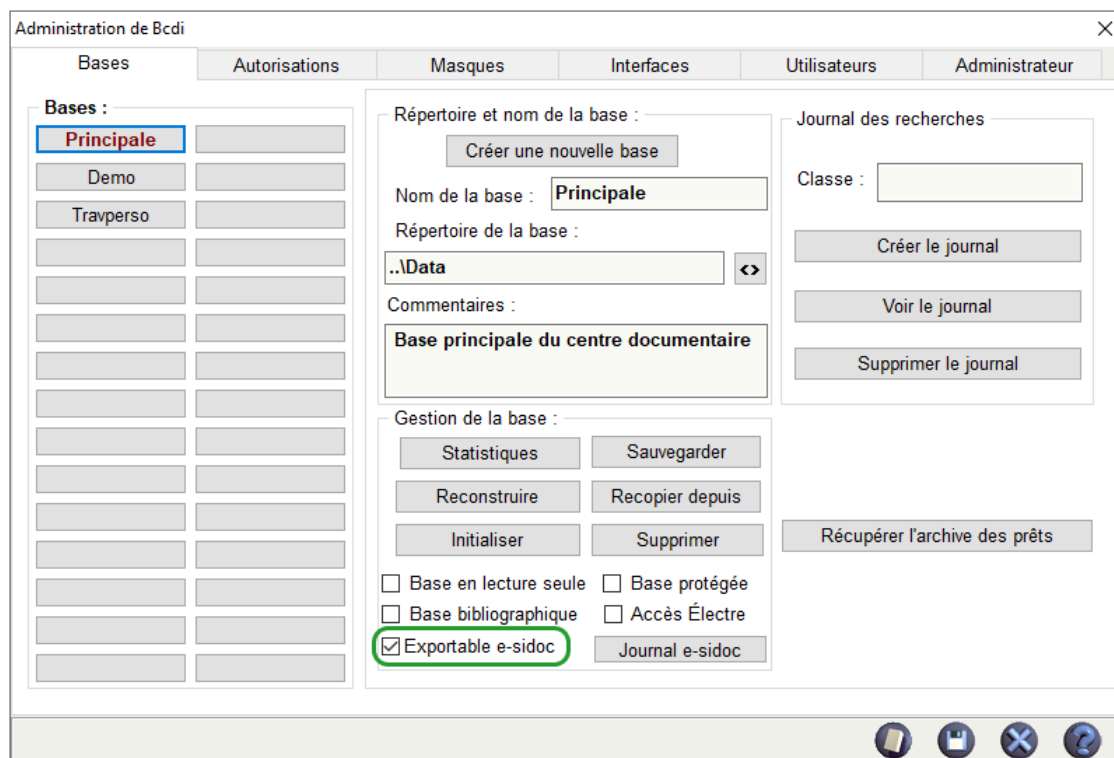 Administration de Bcdi
Bases
Autorisations
Masques
Interfaces
Utilisateurs
Administrateur
Bases :
Principale
Demo
Travperso
Répertoire et nom de la base :
Créer une nouvelle base
Nom de la base :
Principale
Répertoire de la base :
..\Data
<>
Commentaires :
Base principale du centre documentaire
Gestion de la base :
Statistiques
Sauvegarder
Reconstruire
Recopier depuis
Initialiser
Supprimer
Base en lecture seule
Base protégée
Base bibliographique
Accès Électre
Exportable e-sidoc
Journal e-sidoc
Journal des recherches
Classe :
Créer le journal
Voir le journal
Supprimer le journal
Récupérer l'archive des prêts
?